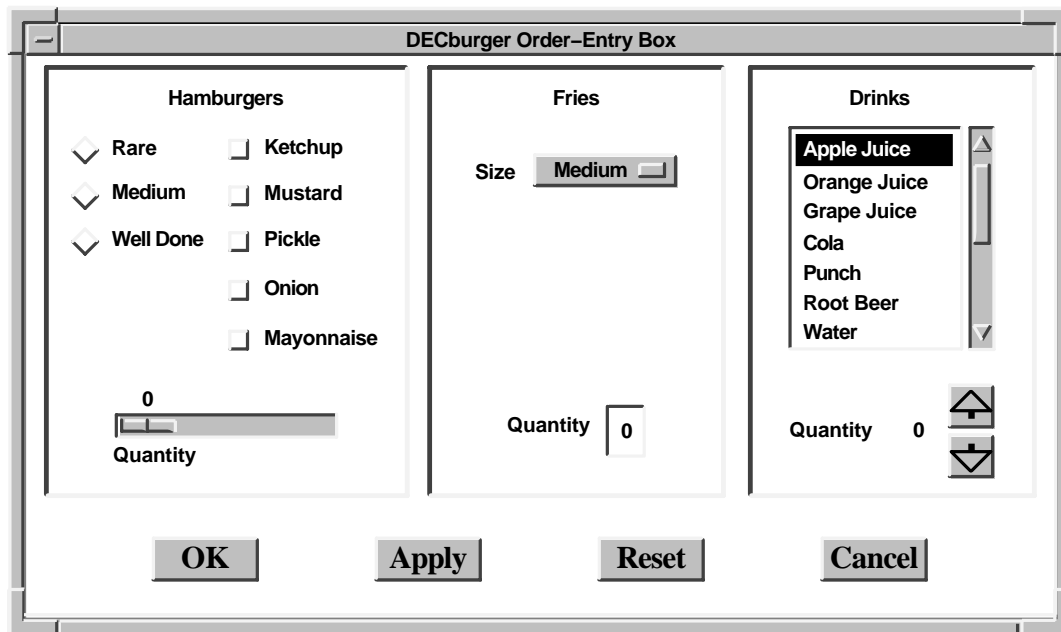 DECburger Order–Entry Box
Hamburgers
Rare
Medium
Well Done
Ketchup
Mustard
Pickle
Onion
Mayonnaise
0
Quantity
Fries
Size Medium
Quantity 0
Drinks
Apple Juice
Orange Juice
Grape Juice
Cola
Punch
Root Beer
Water
Quantity 0
OK Apply Reset Cancel